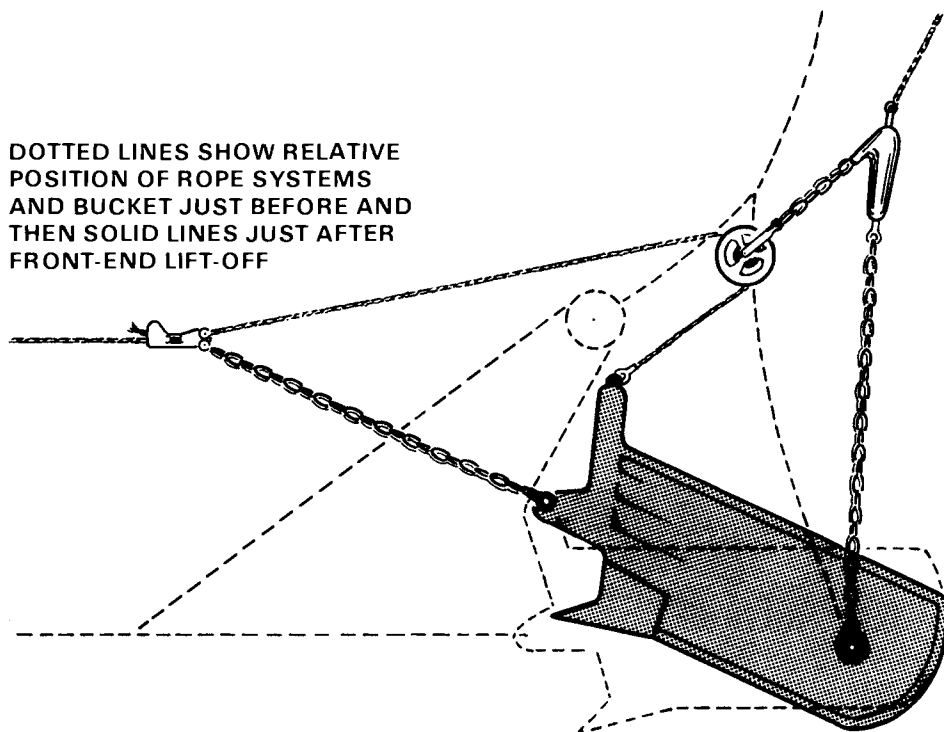 DOTTED LINES SHOW RELATIVE
POSITION OF ROPE SYSTEMS
AND BUCKET JUST BEFORE AND
THEN SOLID LINES JUST AFTER
FRONT-END LIFT-OFF